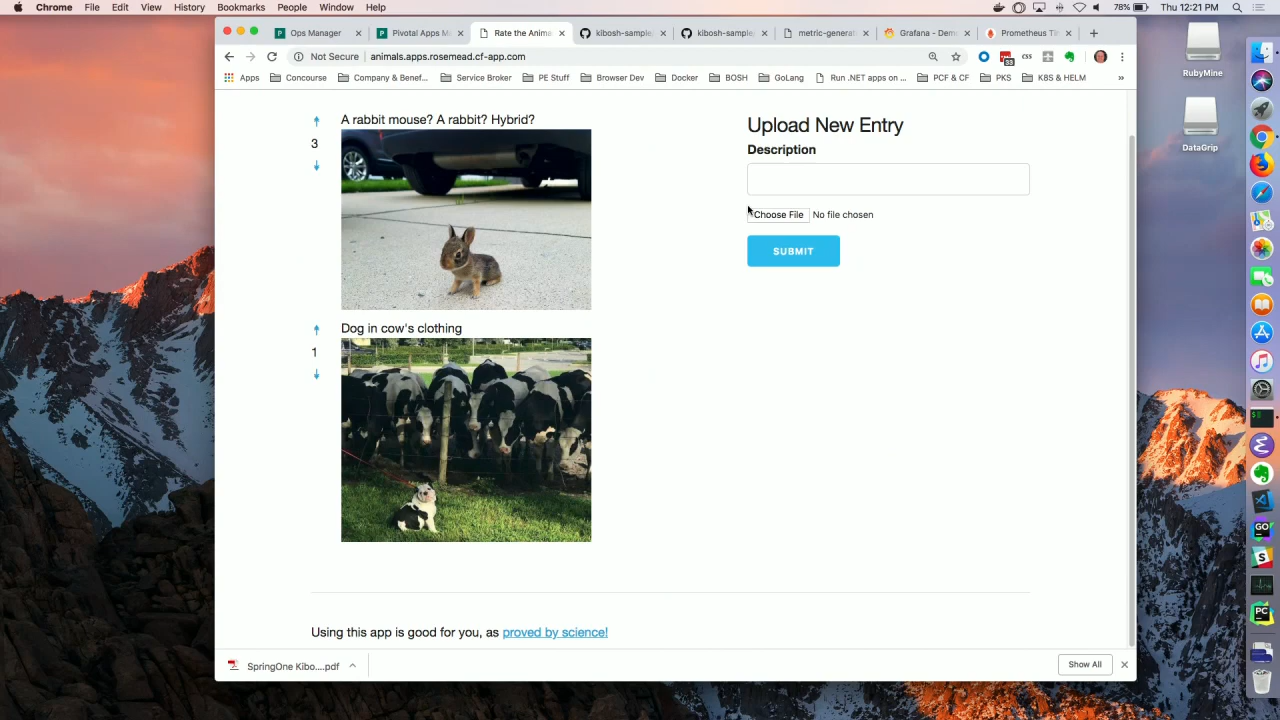 Chrome File Edit View History Bookmarks People Window Help
78% Thu 12:21 PM
Ops Manager
Pivotal Apps M
Rate the Anima
kibosh-sample
kibosh-sample
metric-generat
Grafana - Dem
Prometheus Ti
Not Secure animals.apps.rosemead.cf-app.com
33
css
Apps Concourse Company & Benef... Service Broker PE Stuff Browser Dev Docker BOSH GoLang Run .NET apps on ... PCF & CF PKS KBS & HELM »
RubyMine
DataGrip
A rabbit mouse? A rabbit? Hybrid?
3
Upload New Entry
Description
Choose File No file chosen
SUBMIT
Dog in cow's clothing
1
Using this app is good for you, as proved by science!
SpringOne Kibo....pdf
Show All
GO
PC